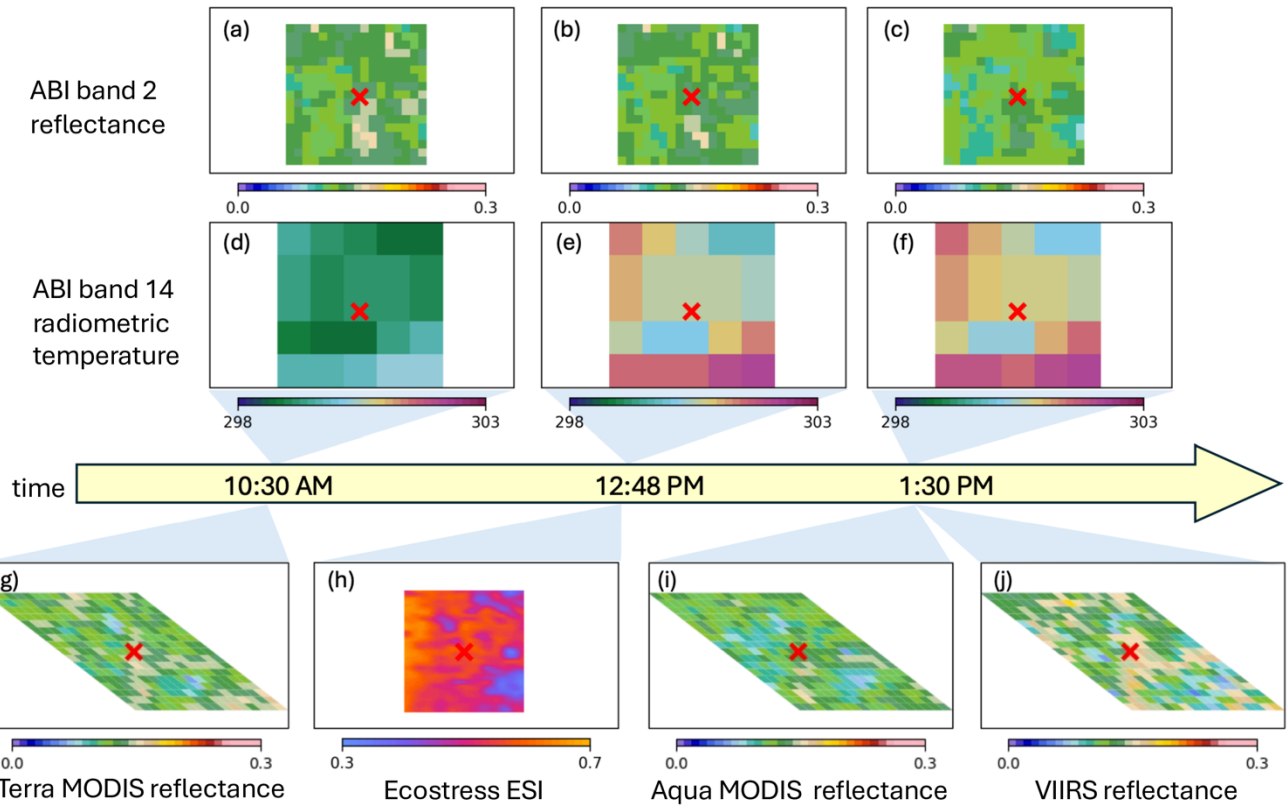 (a)
(b)
(c)
ABI band 2
reflectance
0.0
0.3
0.0
0.3
0.0
0.3
(d)
(e)
(f)
ABI band 14
radiometric
temperature
298
303
298
303
298
303
time
10:30 AM
12:48 PM
1:30 PM
g)
(h)
(i)
(j)
0.0
0.3
0.3
0.7
0.0
0.3
0.0
0.3
Terra MODIS reflectance
Ecostress ESI
Aqua MODIS reflectance
VIIRS reflectance